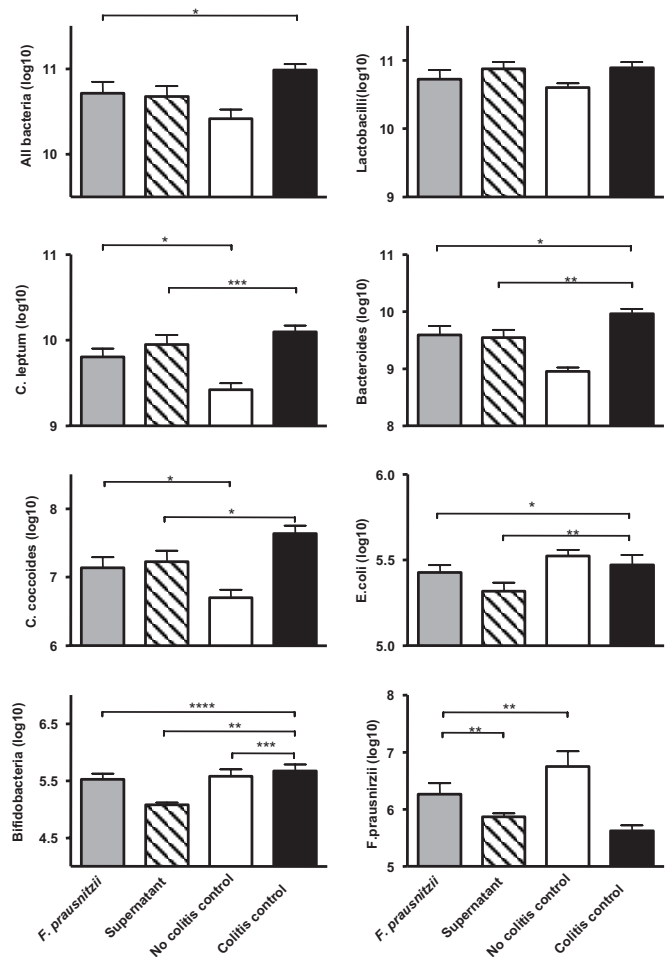 All bacteria (log10)
11
10
*
Lactobacilli(log10)
11
10
9
C. leptum (log10)
11
10
9
*
***
Bacteroides (log10)
11
10
9
8
*
**
C. coccoides (log10)
8
7
6
*
*
E.coli (log10)
6.0
5.5
5.0
*
**
Bifidobacteria (log10)
6.5
5.5
4.5
****
**
***
F.prausnirzii (log10)
8
7
6
5
**
**
F. prausnitzii
Supernatant
No colitis control
Colitis control
F. prausnitzii
Supernatant
No colitis control
Colitis control